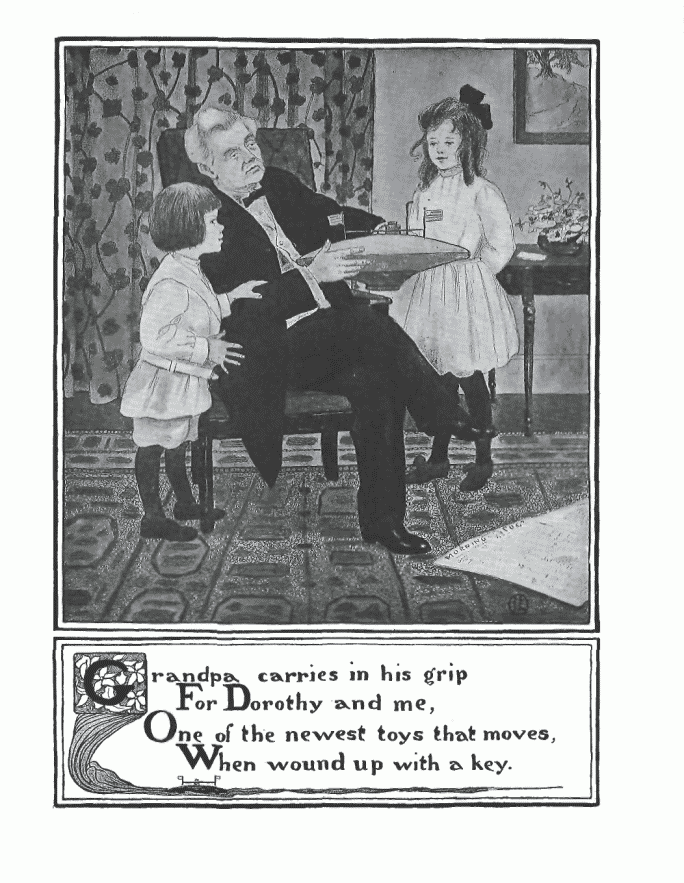 MORNING
Grandpa carries in his grip
For Dorothy and me,
One of the newest toys that moves,
When wound up with a key.